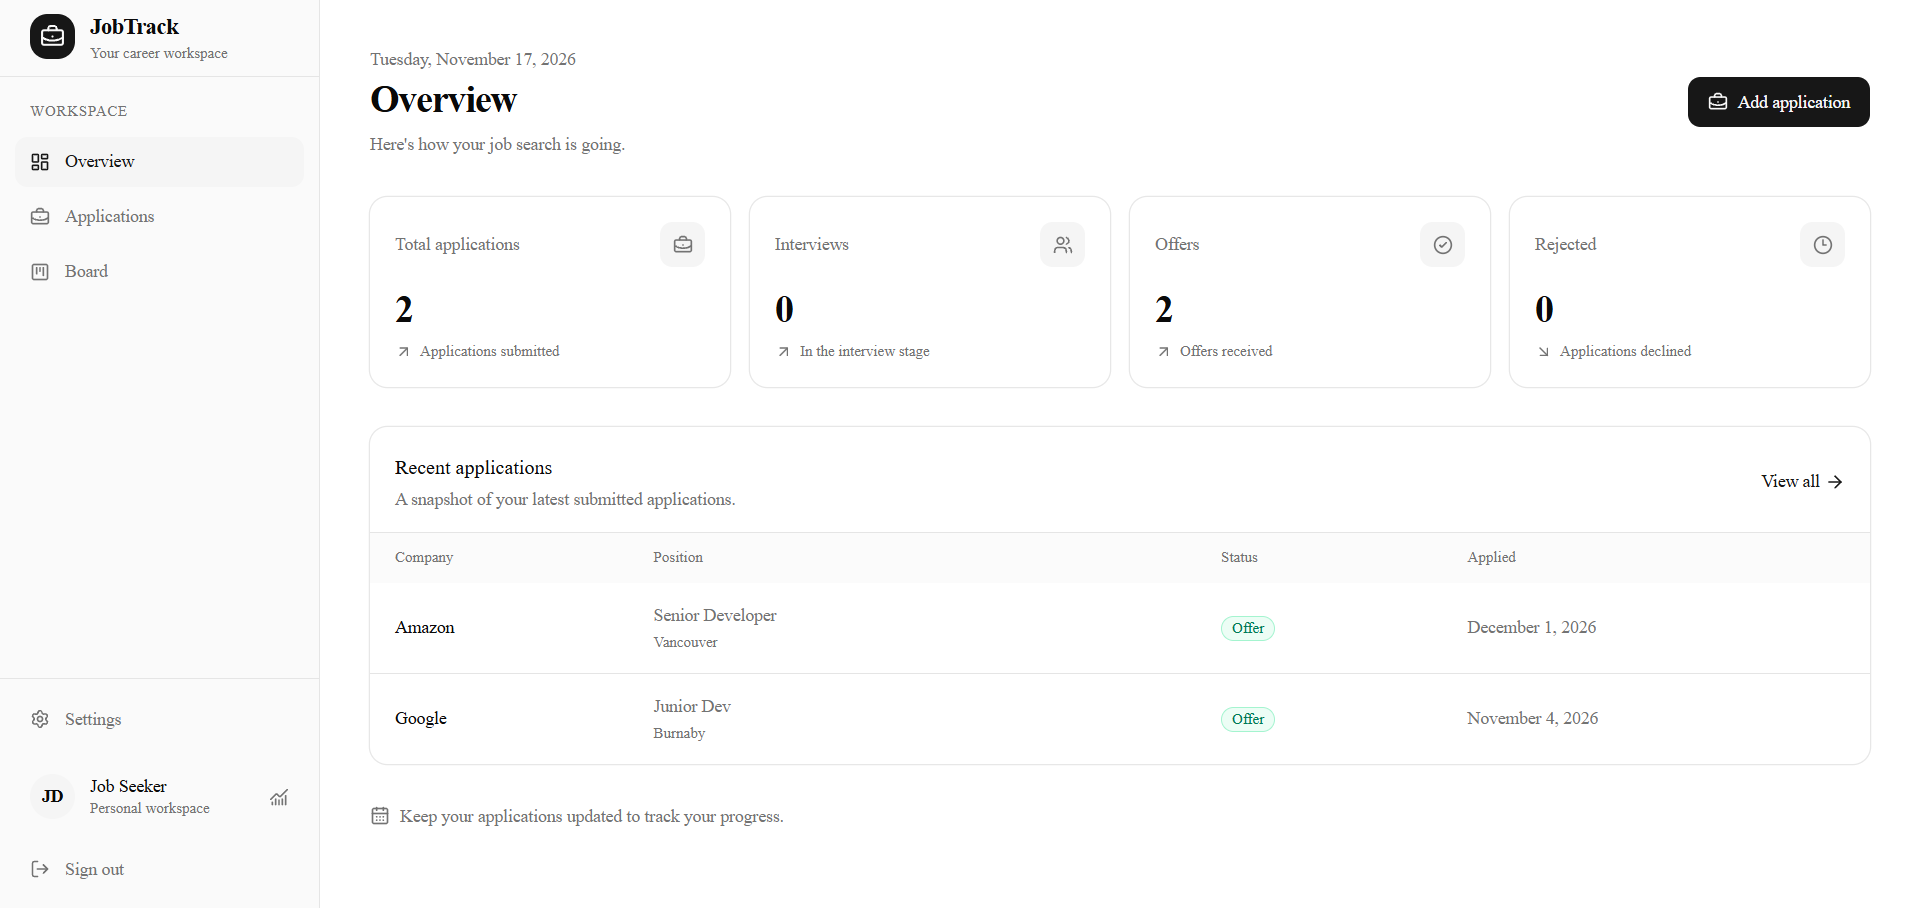 JobTrack
Your career workspace
WORKSPACE
Overview
Applications
Board
Settings
JD
Job Seeker
Personal workspace
Sign out
Tuesday, November 17, 2026
Overview
Here's how your job search is going.
Add application
Total applications
2
Applications submitted
Interviews
0
In the interview stage
Offers
2
Offers received
Rejected
0
Applications declined
Recent applications
A snapshot of your latest submitted applications.
View all
Company Position Status Applied
Amazon Senior Developer Offer December 1, 2026
Vancouver
Google Junior Dev Offer November 4, 2026
Burnaby
Keep your applications updated to track your progress.